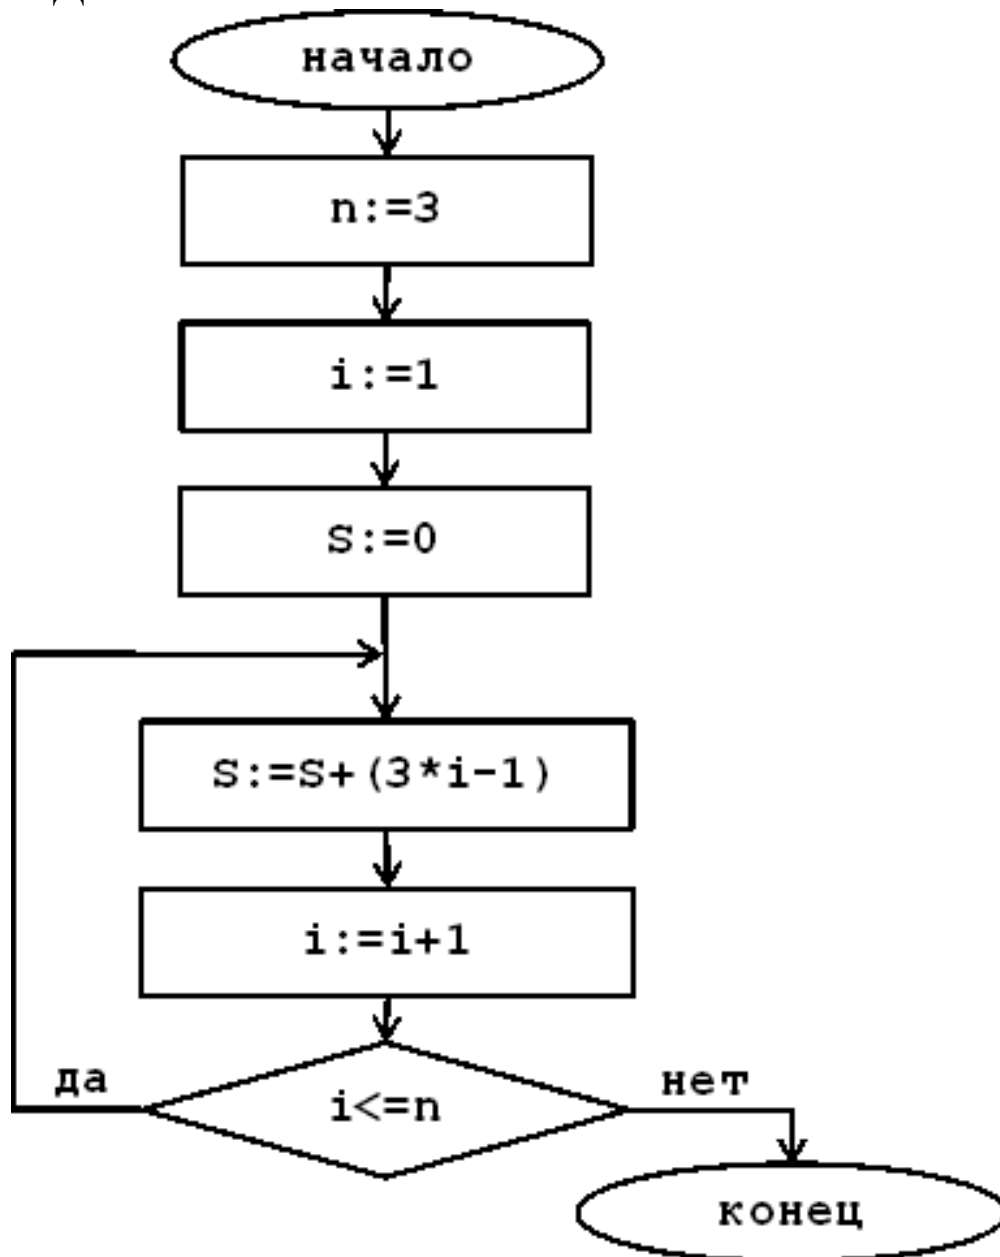 начало
n:=3
i:=1
S:=0
S:=S+(3*i-1)
i:=i+1
да
i<=n
нет
конец